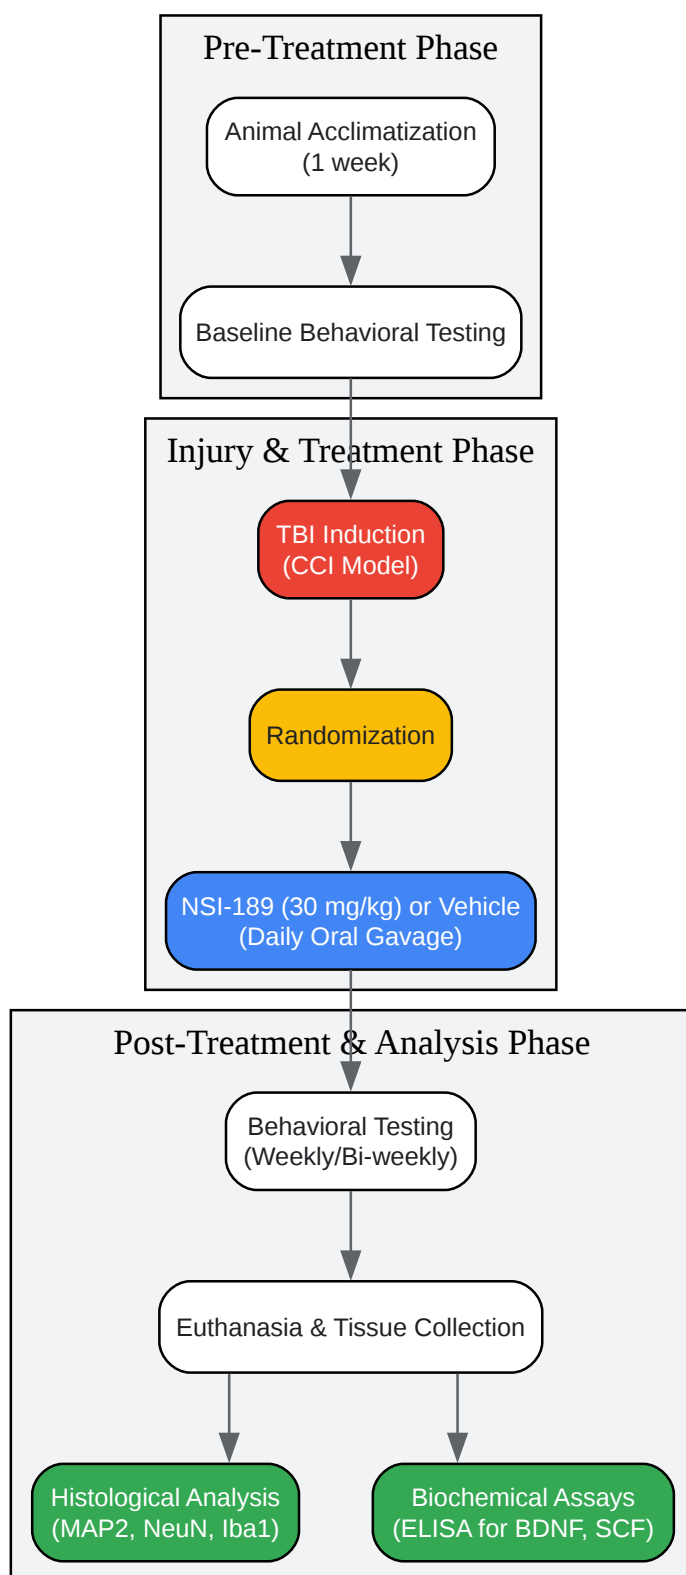 Pre-Treatment Phase
Animal Acclimatization
(1 week)
Baseline Behavioral Testing
Injury & Treatment Phase
TBI Induction
(CCI Model)
Randomization
NSI-189 (30 mg/kg) or Vehicle
(Daily Oral Gavage)
Post-Treatment & Analysis Phase
Behavioral Testing
(Weekly/Bi-weekly)
Euthanasia & Tissue Collection
Histological Analysis
(MAP2, NeuN, Iba1)
Biochemical Assays
(ELISA for BDNF, SCF)